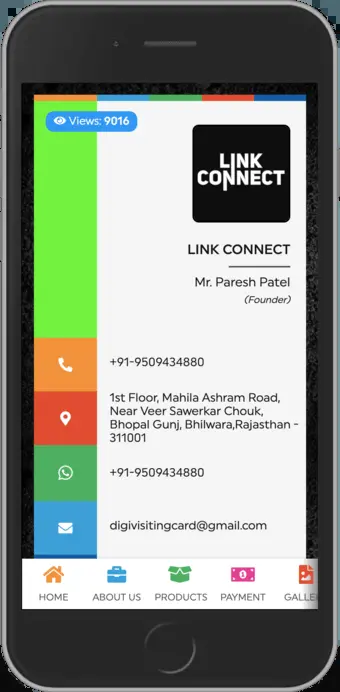 Views: 9016
LINK
CONNECT
LINK CONNECT
Mr. Paresh Patel
(Founder)
+91-9509434880
1st Floor, Mahila Ashram Road,
Near Veer Sawerkar Chouk,
Bhopal Gunj, Bhilwara,Rajasthan -
311001
+91-9509434880
digivisitingcard@gmail.com
HOME ABOUT US PRODUCTS PAYMENT GALLE